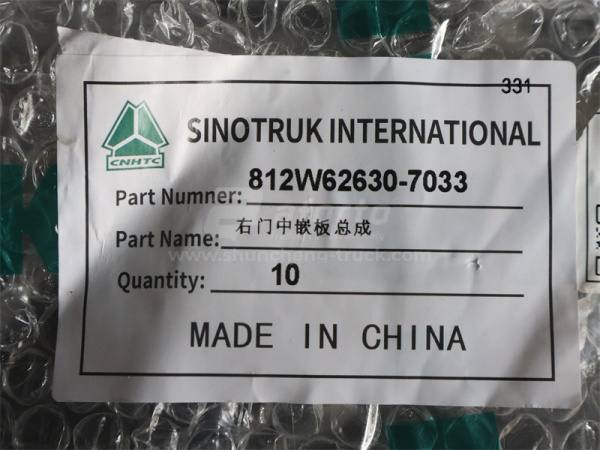 331
SINOTRUK INTERNATIONAL
CNHTC
Part Numner: 812W62630-7033
Part Name: 右门中嵌板总成
www.shuncheng-truck.com
Quantity: 10
MADE IN CHINA